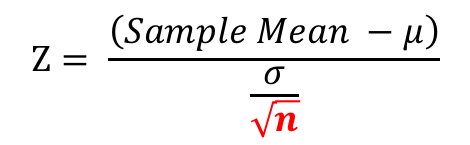 Z = (Sample Mean − μ)
σ
√n